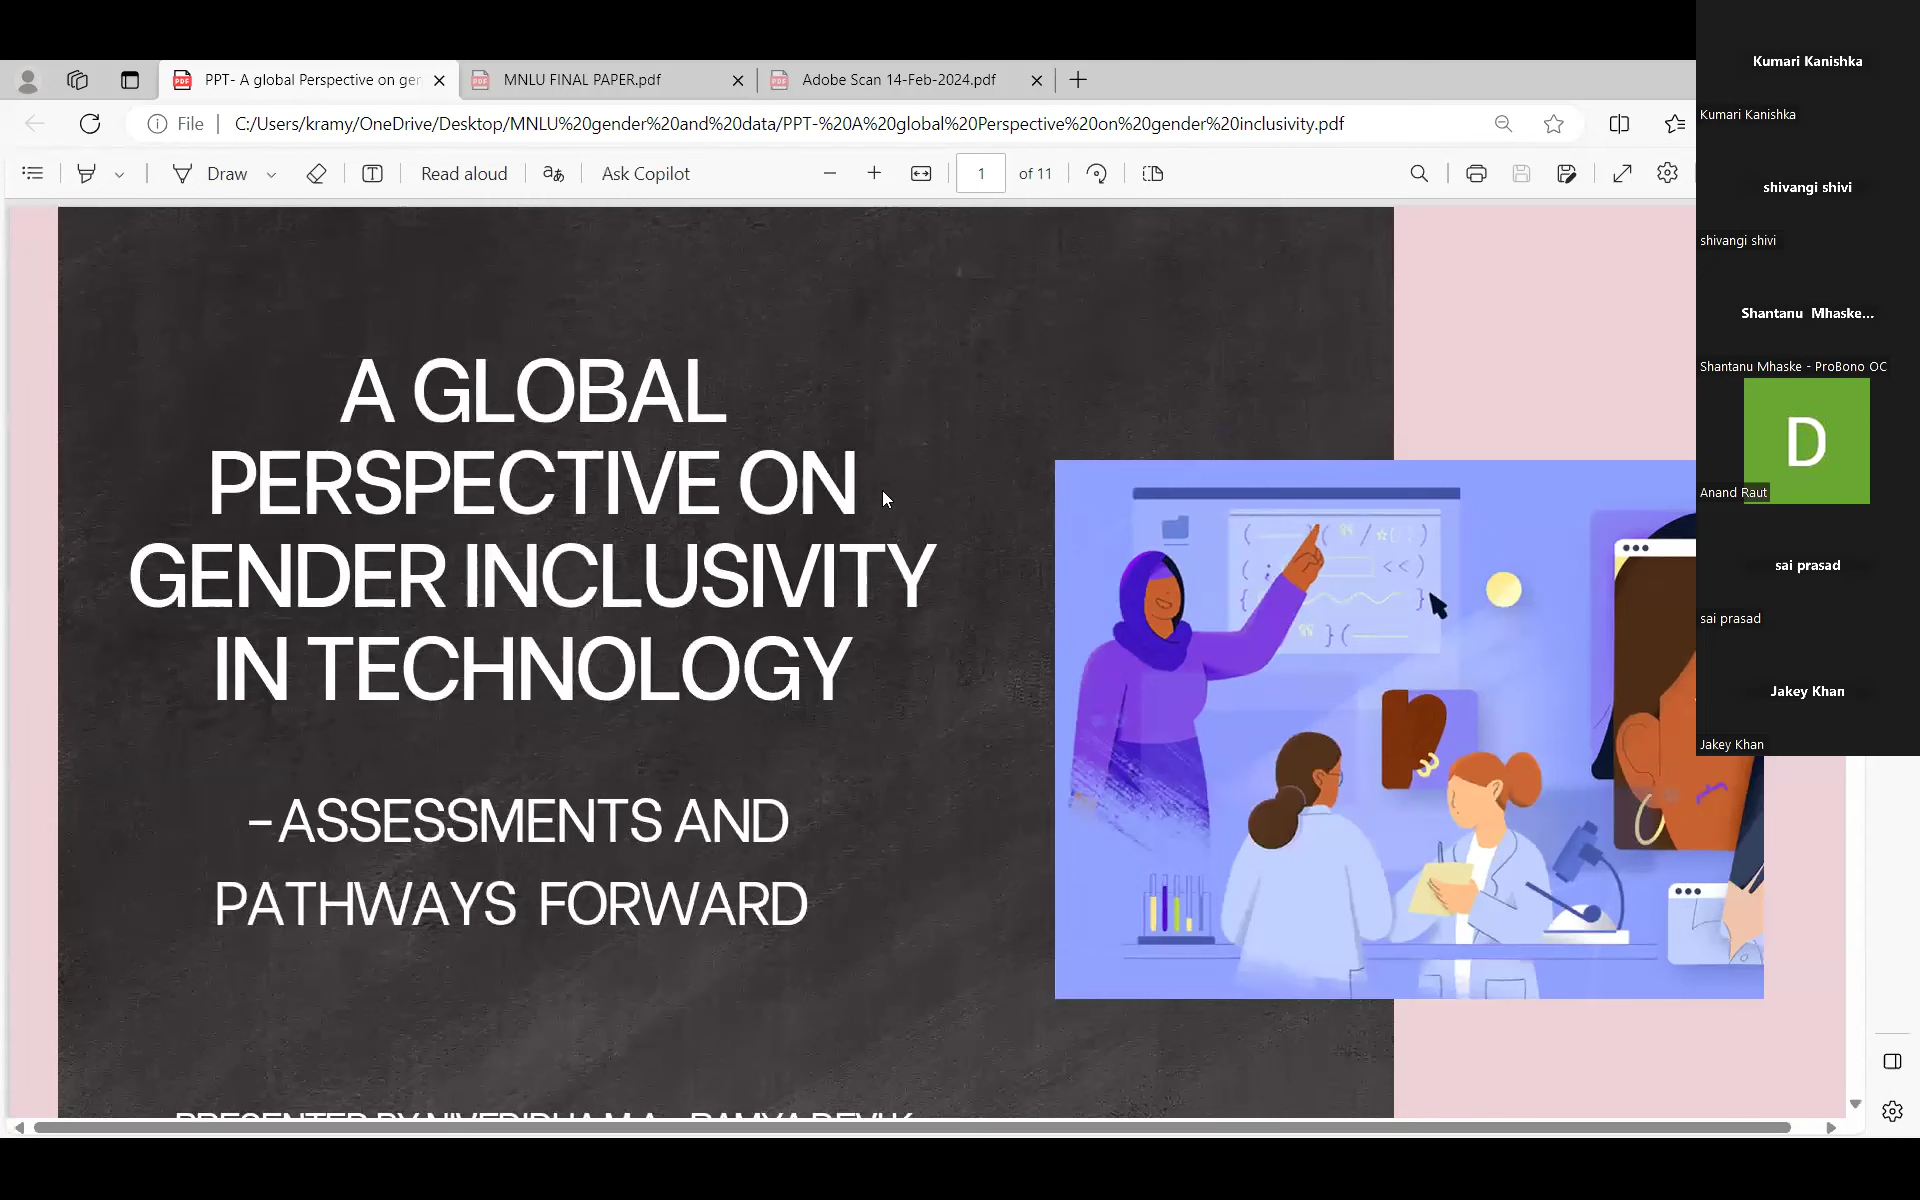 PPT- A global Perspective on ger
MNLU FINAL PAPER.pdf
Adobe Scan 14-Feb-2024.pdf
File
C:/Users/kramy/OneDrive/Desktop/MNLU%20gender%20and%20data/PPT-%20A%20global%20Perspective%20on%20gender%20inclusivity.pdf
Draw
Read aloud
Ask Copilot
1
of 11
A GLOBAL
PERSPECTIVE ON
GENDER INCLUSIVITY
IN TECHNOLOGY
-ASSESSMENTS AND
PATHWAYS FORWARD
PRESENTED BY
Kumari Kanishka
Kumari Kanishka
shivangi shivi
shivangi shivi
Shantanu Mhaske...
Shantanu Mhaske - ProBono OC
D
Anand Raut
sai prasad
sai prasad
Jakey Khan
Jakey Khan